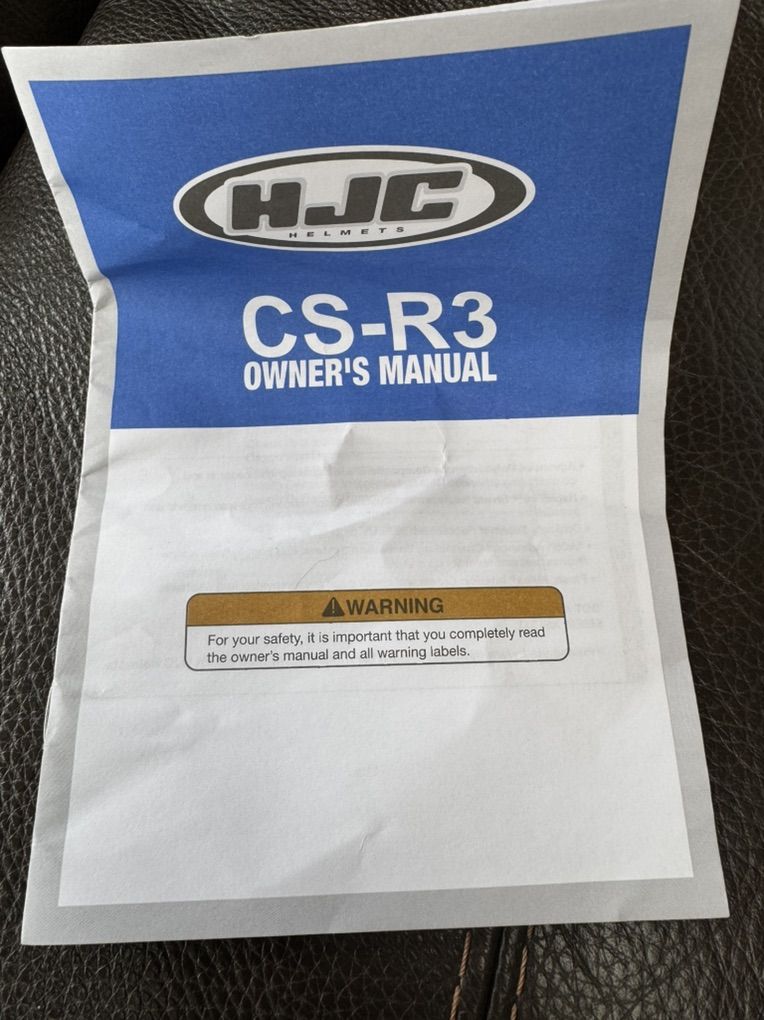 HJC
HELMETS
CS-R3
OWNER'S MANUAL
WARNING
For your safety, it is important that you completely read
the owner's manual and all warning labels.